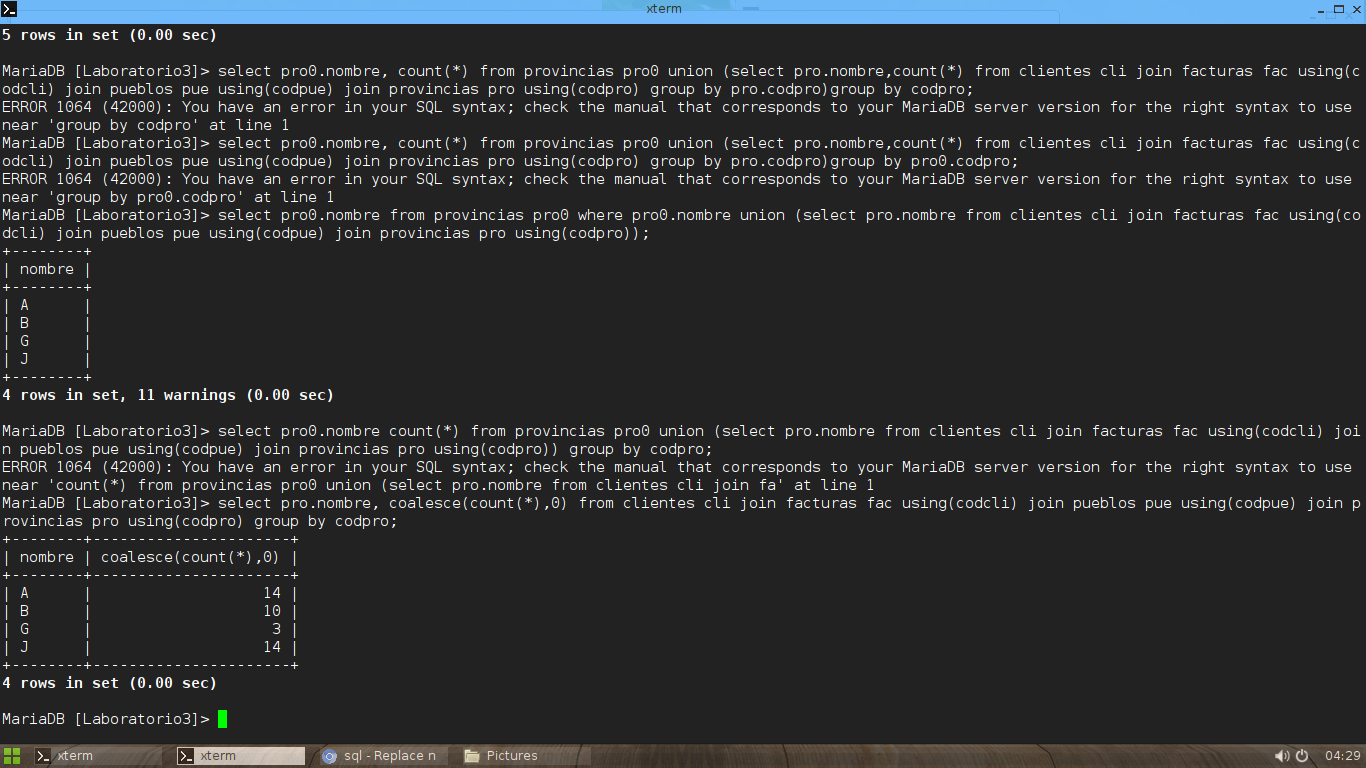 xterm
5 rows in set (0.00 sec)
MariaDB [Laboratorio3]> select pro0.nombre, count(*) from provincias pro0 union (select pro.nombre,count(*) from clientes cli join facturas fac using(c
odcli) join pueblos pue using(codpue) join provincias pro using(codpro) group by pro.codpro)group by codpro;
ERROR 1064 (42000): You have an error in your SQL syntax; check the manual that corresponds to your MariaDB server version for the right syntax to use
near 'group by codpro' at line 1
MariaDB [Laboratorio3]> select pro0.nombre, count(*) from provincias pro0 union (select pro.nombre,count(*) from clientes cli join facturas fac using(c
odcli) join pueblos pue using(codpue) join provincias pro using(codpro) group by pro.codpro)group by pro0.codpro;
ERROR 1064 (42000): You have an error in your SQL syntax; check the manual that corresponds to your MariaDB server version for the right syntax to use
near 'group by pro0.codpro' at line 1
MariaDB [Laboratorio3]> select pro0.nombre from provincias pro0 where pro0.nombre union (select pro.nombre from clientes cli join facturas fac using(co
dcli) join pueblos pue using(codpue) join provincias pro using(codpro));
+--------+
| nombre |
+--------+
| A      |
| B      |
| G      |
| J      |
+--------+
4 rows in set, 11 warnings (0.00 sec)
MariaDB [Laboratorio3]> select pro0.nombre count(*) from provincias pro0 union (select pro.nombre from clientes cli join facturas fac using(codcli) joi
n pueblos pue using(codpue) join provincias pro using(codpro)) group by codpro;
ERROR 1064 (42000): You have an error in your SQL syntax; check the manual that corresponds to your MariaDB server version for the right syntax to use
near 'count(*) from provincias pro0 union (select pro.nombre from clientes cli join fa' at line 1
MariaDB [Laboratorio3]> select pro.nombre, coalesce(count(*),0) from clientes cli join facturas fac using(codcli) join pueblos pue using(codpue) join p
rovincias pro using(codpro) group by codpro;
+--------+----------------------+
| nombre | coalesce(count(*),0) |
+--------+----------------------+
| A      |                   14 |
| B      |                   10 |
| G      |                    3 |
| J      |                   14 |
+--------+----------------------+
4 rows in set (0.00 sec)
MariaDB [Laboratorio3]>
xterm xterm sql - Replace n Pictures 04:29